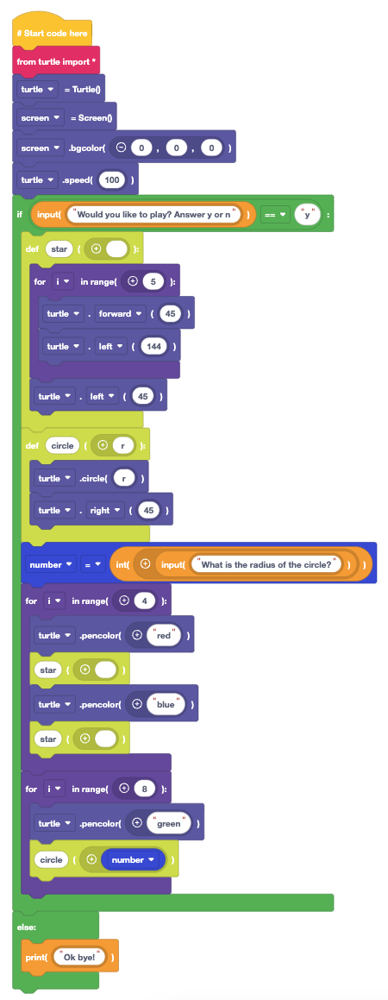 # Start code here
from turtle import *
turtle = Turtle()
screen = Screen()
screen .bgcolor( 0 , 0 , 0 )
turtle .speed( 100 )
if input( "Would you like to play? Answer y or n" ) == "y" :
def star ( ):
for i in range( 5 ):
turtle . forward ( 45 )
turtle . left ( 144 )
turtle . left ( 45 )
def circle ( r ):
turtle .circle( r )
turtle . right ( 45 )
number = int( input( "What is the radius of the circle?" ) )
for i in range( 4 ):
turtle .pencolor( "red" )
star ( )
turtle .pencolor( "blue" )
star ( )
for i in range( 8 ):
turtle .pencolor( "green" )
circle ( number )
else:
print( "Ok bye!" )